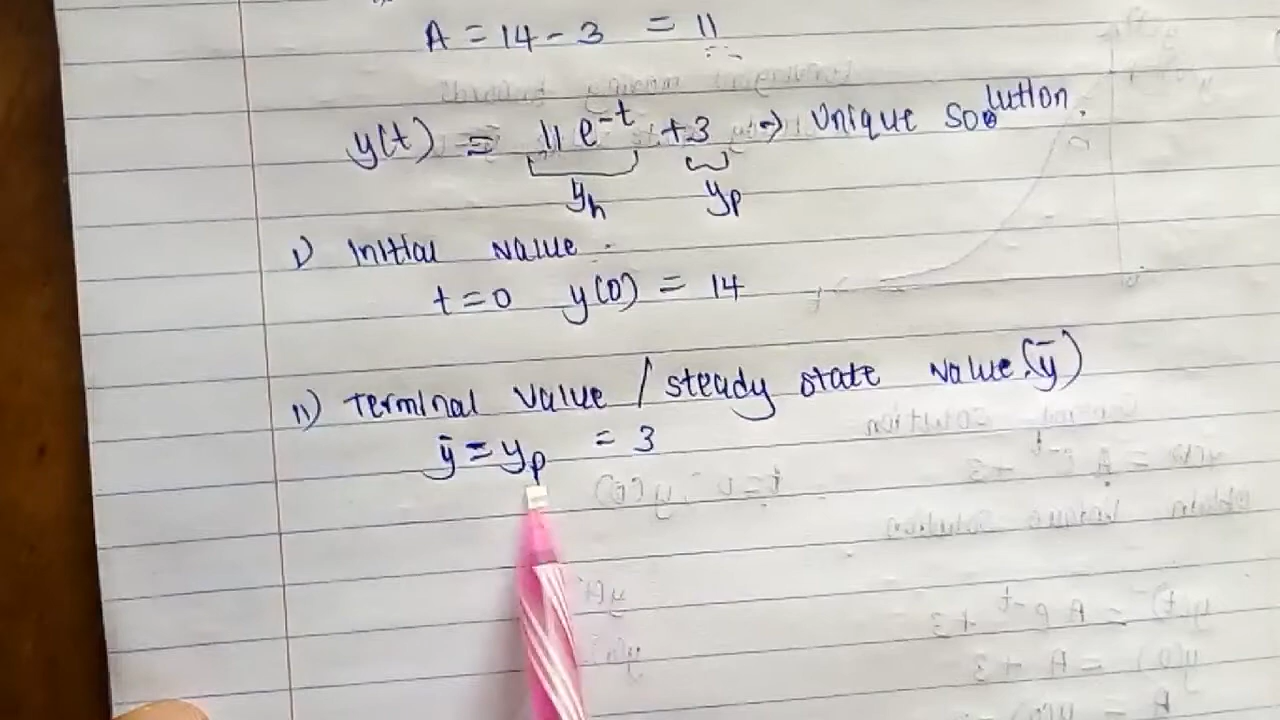 A = 14 - 3 = 11
y(t) = 11 e^-t + 3 => Unique Solution.
yh yp
i) Initial value.
t=0 y(0) = 14
ii) Terminal value / steady state value. (ȳ)
ȳ = yp = 3